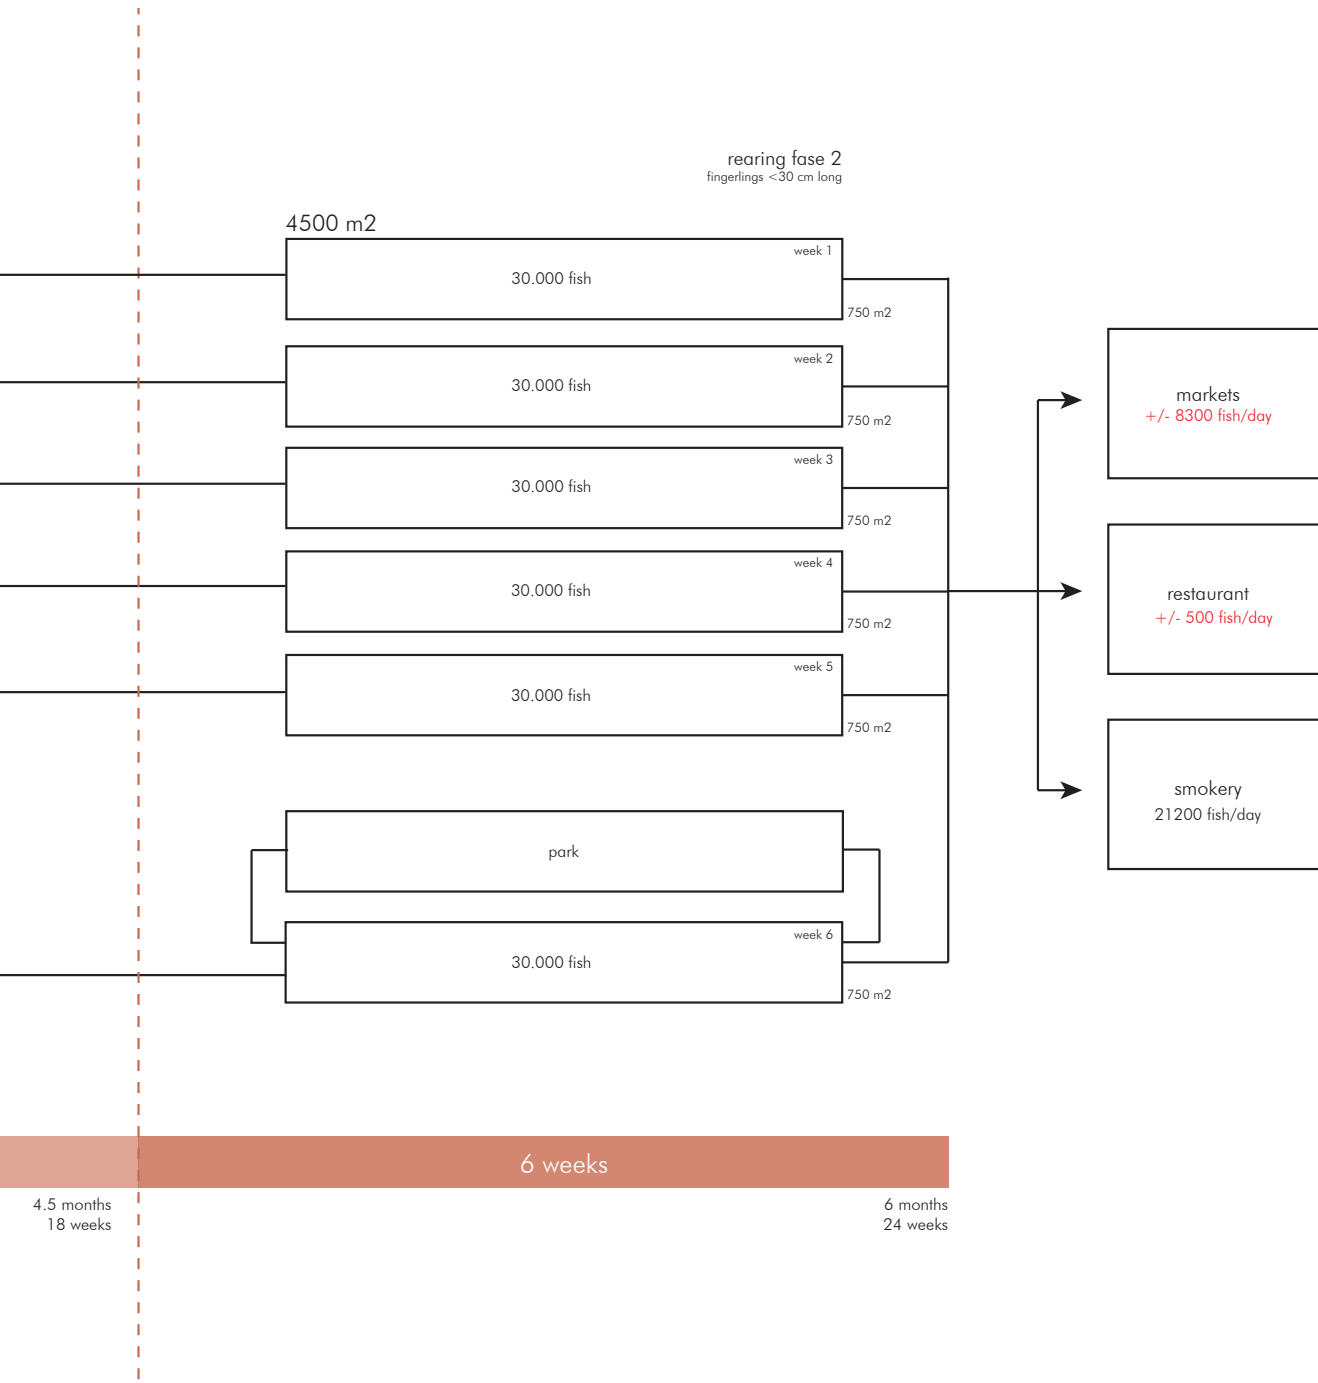 rearing fase 2
fingerlings <30 cm long
4500 m2
week 1
30.000 fish
750 m2
week 2
30.000 fish
750 m2
week 3
30.000 fish
750 m2
week 4
30.000 fish
750 m2
week 5
30.000 fish
750 m2
park
week 6
30.000 fish
750 m2
markets
+/- 8300 fish/day
restaurant
+/- 500 fish/day
smokery
21200 fish/day
6 weeks
4.5 months
18 weeks
6 months
24 weeks